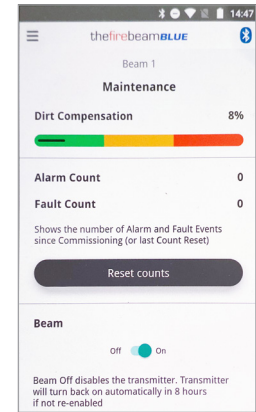 14:47
thefirebeamBLUE
Beam 1
Maintenance
Dirt Compensation 8%
Alarm Count 0
Fault Count 0
Shows the number of Alarm and Fault Events
since Commissioning (or last Count Reset)
Reset counts
Beam
Off On
Beam Off disables the transmitter. Transmitter
will turn back on automatically in 8 hours
if not re-enabled